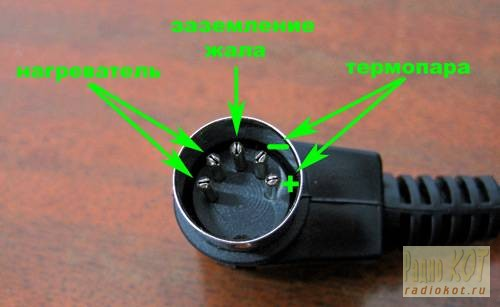 заземление
жала
нагреватель
термопара
−
+
Радио КОТ
radiokot.ru